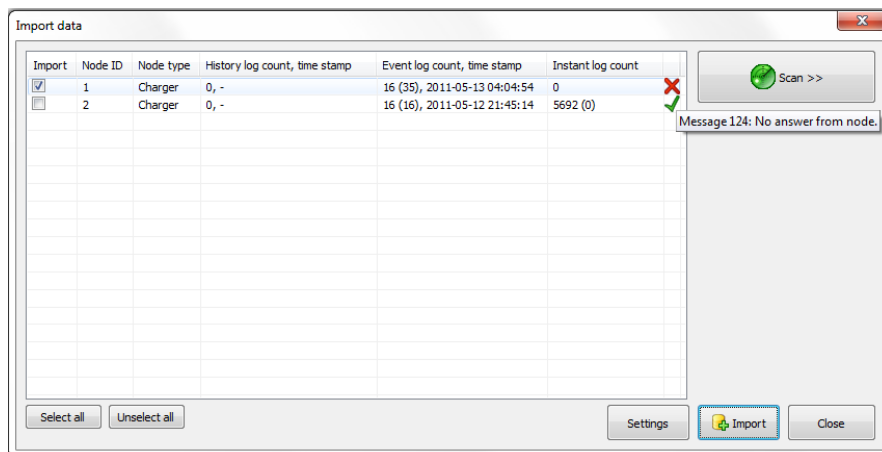 Import data
X
Import Node ID Node type History log count, time stamp Event log count, time stamp Instant log count
1 Charger 0, - 16 (35), 2011-05-13 04:04:54 0
2 Charger 0, - 16 (16), 2011-05-12 21:45:14 5692 (0)
Scan >>
Message 124: No answer from node.
Select all Unselect all
Settings Import Close